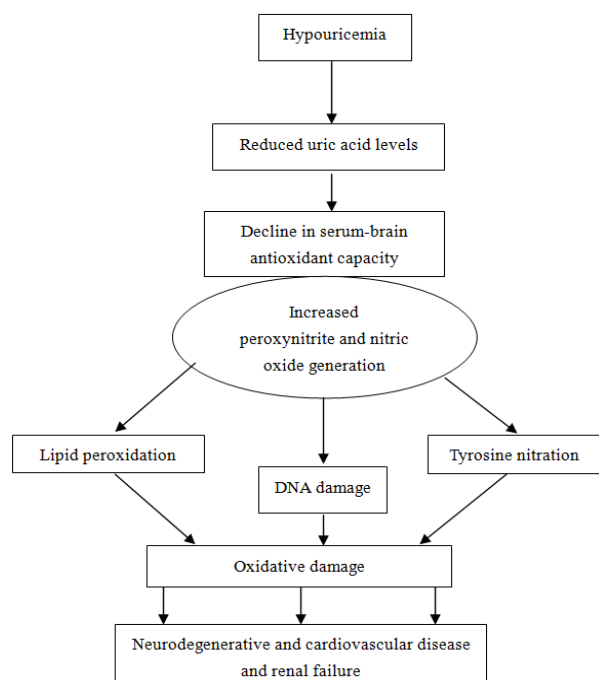 Hypouricemia
Reduced uric acid levels
Decline in serum-brain
antioxidant capacity
Increased
peroxynitrite and nitric
oxide generation
Lipid peroxidation
Tyrosine nitration
DNA damage
Oxidative damage
Neurodegenerative and cardiovascular disease
and renal failure